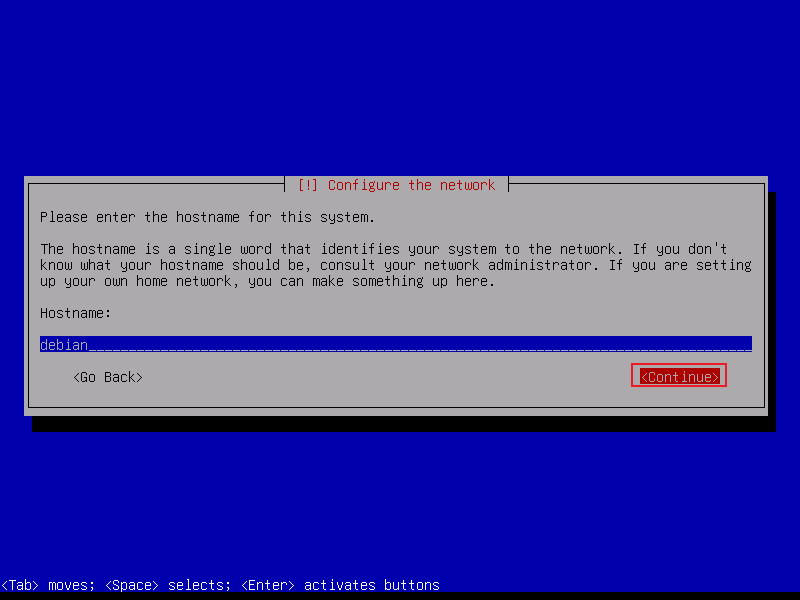 [!] Configure the network
Please enter the hostname for this system.
The hostname is a single word that identifies your system to the network. If you don't
know what your hostname should be, consult your network administrator. If you are setting
up your own home network, you can make something up here.
Hostname:
debian
<Go Back> <Continue>
<Tab> moves; <Space> selects; <Enter> activates buttons